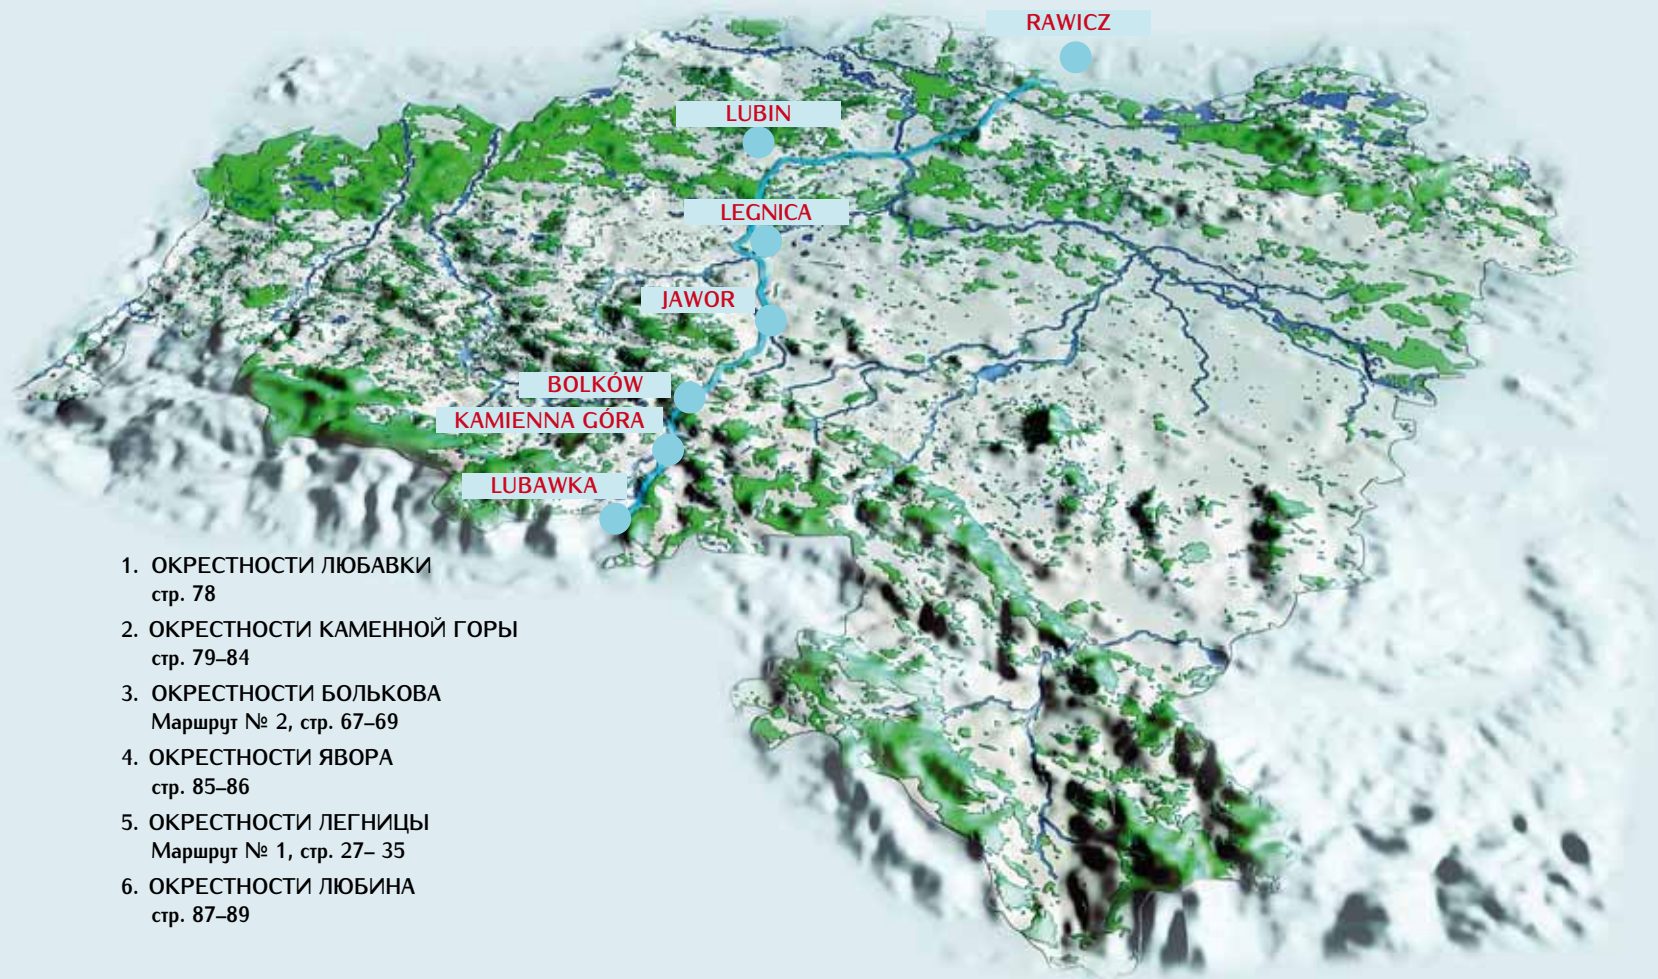 RAWICZ
LUBIN
LEGNICA
JAWOR
BOLKÓW
KAMIENNA GÓRA
LUBAWKA
1. ОКРЕСТНОСТИ ЛЮБАВКИ
стр. 78
2. ОКРЕСТНОСТИ КАМЕННОЙ ГОРЫ
стр. 79–84
3. ОКРЕСТНОСТИ БОЛЬКОВА
Маршрут № 2, стр. 67–69
4. ОКРЕСТНОСТИ ЯВОРА
стр. 85–86
5. ОКРЕСТНОСТИ ЛЕГНИЦЫ
Маршрут № 1, стр. 27– 35
6. ОКРЕСТНОСТИ ЛЮБИНА
стр. 87–89